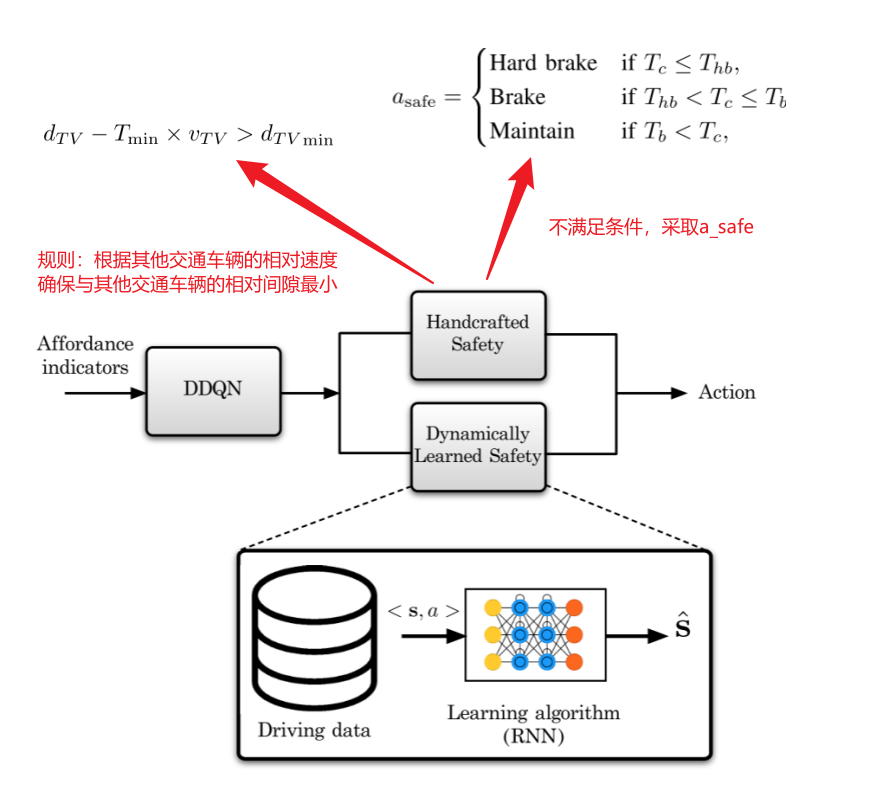 a_safe = { Hard brake if T_c ≤ T_hb,
Brake if T_hb < T_c ≤ T_b
Maintain if T_b < T_c,
d_TV − T_min × v_TV > d_TV min
不满足条件，采取a_safe
规则：根据其他交通车辆的相对速度
确保与其他交通车辆的相对间隙最小
Handcrafted
Safety
Affordance
indicators
DDQN
Action
Dynamically
Learned Safety
< s, a >
ŝ
Driving data
Learning algorithm
(RNN)